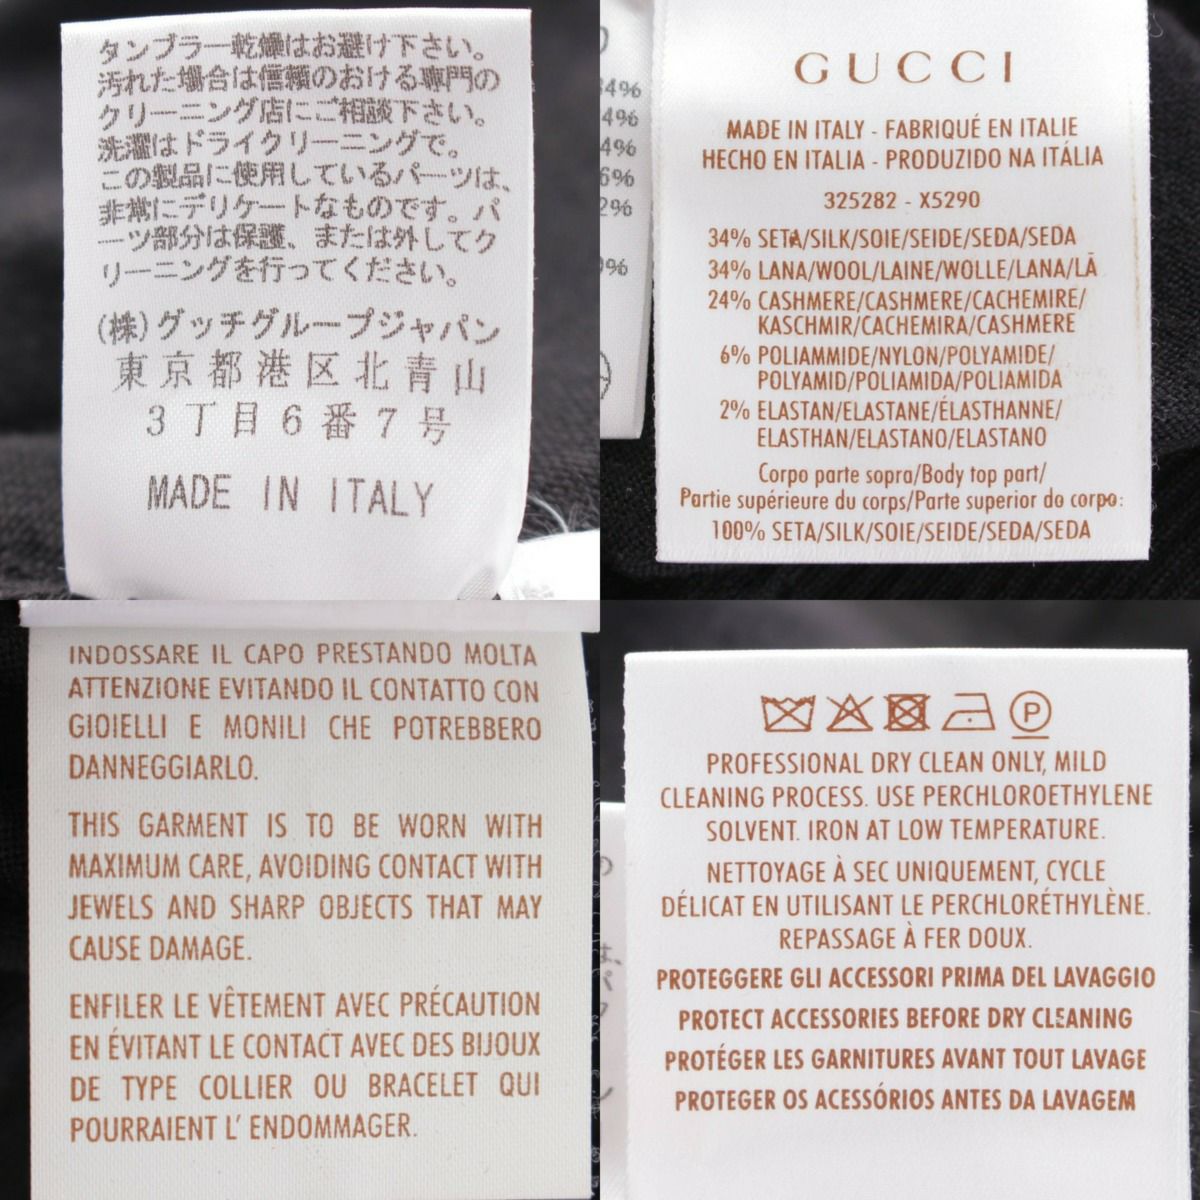 タンブラー乾燥はお避け下さい。
汚れた場合は信頼のおける専門の
クリーニング店にご相談下さい。
洗濯はドライクリーニングで。
この製品に使用しているパーツは、
非常にデリケートなものです。パ
ーツ部分は保護、または外してク
リーニングを行ってください。
(株)グッチグループジャパン
東京都港区北青山
3丁目6番7号
MADE IN ITALY
34%
4%
4%
6%
2%
GUCCI
MADE IN ITALY - FABRIQUÉ EN ITALIE
HECHO EN ITALIA - PRODUZIDO NA ITÁLIA
325282 - X5290
34% SETA/SILK/SOIE/SEIDE/SEDA/SEDA
34% LANA/WOOL/LAINE/WOLLE/LANA/LÃ
24% CASHMERE/CASHMERE/CACHEMIRE/
KASCHMIR/CACHEMIRA/CASHMERE
6% POLIAMMIDE/NYLON/POLYAMIDE/
POLYAMID/POLIAMIDA/POLIAMIDA
2% ELASTAN/ELASTANE/ÉLASTHANNE/
ELASTHAN/ELASTANO/ELASTANO
Corpo parte sopra/Body top part/
Partie supérieure du corps/Parte superior do corpo:
100% SETA/SILK/SOIE/SEIDE/SEDA/SEDA
INDOSSARE IL CAPO PRESTANDO MOLTA
ATTENZIONE EVITANDO IL CONTATTO CON
GIOIELLI E MONILI CHE POTREBBERO
DANNEGGIARLO.
THIS GARMENT IS TO BE WORN WITH
MAXIMUM CARE, AVOIDING CONTACT WITH
JEWELS AND SHARP OBJECTS THAT MAY
CAUSE DAMAGE.
ENFILER LE VÊTEMENT AVEC PRÉCAUTION
EN ÉVITANT LE CONTACT AVEC DES BIJOUX
DE TYPE COLLIER OU BRACELET QUI
POURRAIENT L' ENDOMMAGER.
P
PROFESSIONAL DRY CLEAN ONLY, MILD
CLEANING PROCESS. USE PERCHLOROETHYLENE
SOLVENT. IRON AT LOW TEMPERATURE.
NETTOYAGE À SEC UNIQUEMENT, CYCLE
DÉLICAT EN UTILISANT LE PERCHLORÉTHYLÈNE.
REPASSAGE À FER DOUX.
PROTEGGERE GLI ACCESSORI PRIMA DEL LAVAGGIO
PROTECT ACCESSORIES BEFORE DRY CLEANING
PROTÉGER LES GARNITURES AVANT TOUT LAVAGE
PROTEGER OS ACESSÓRIOS ANTES DA LAVAGEM